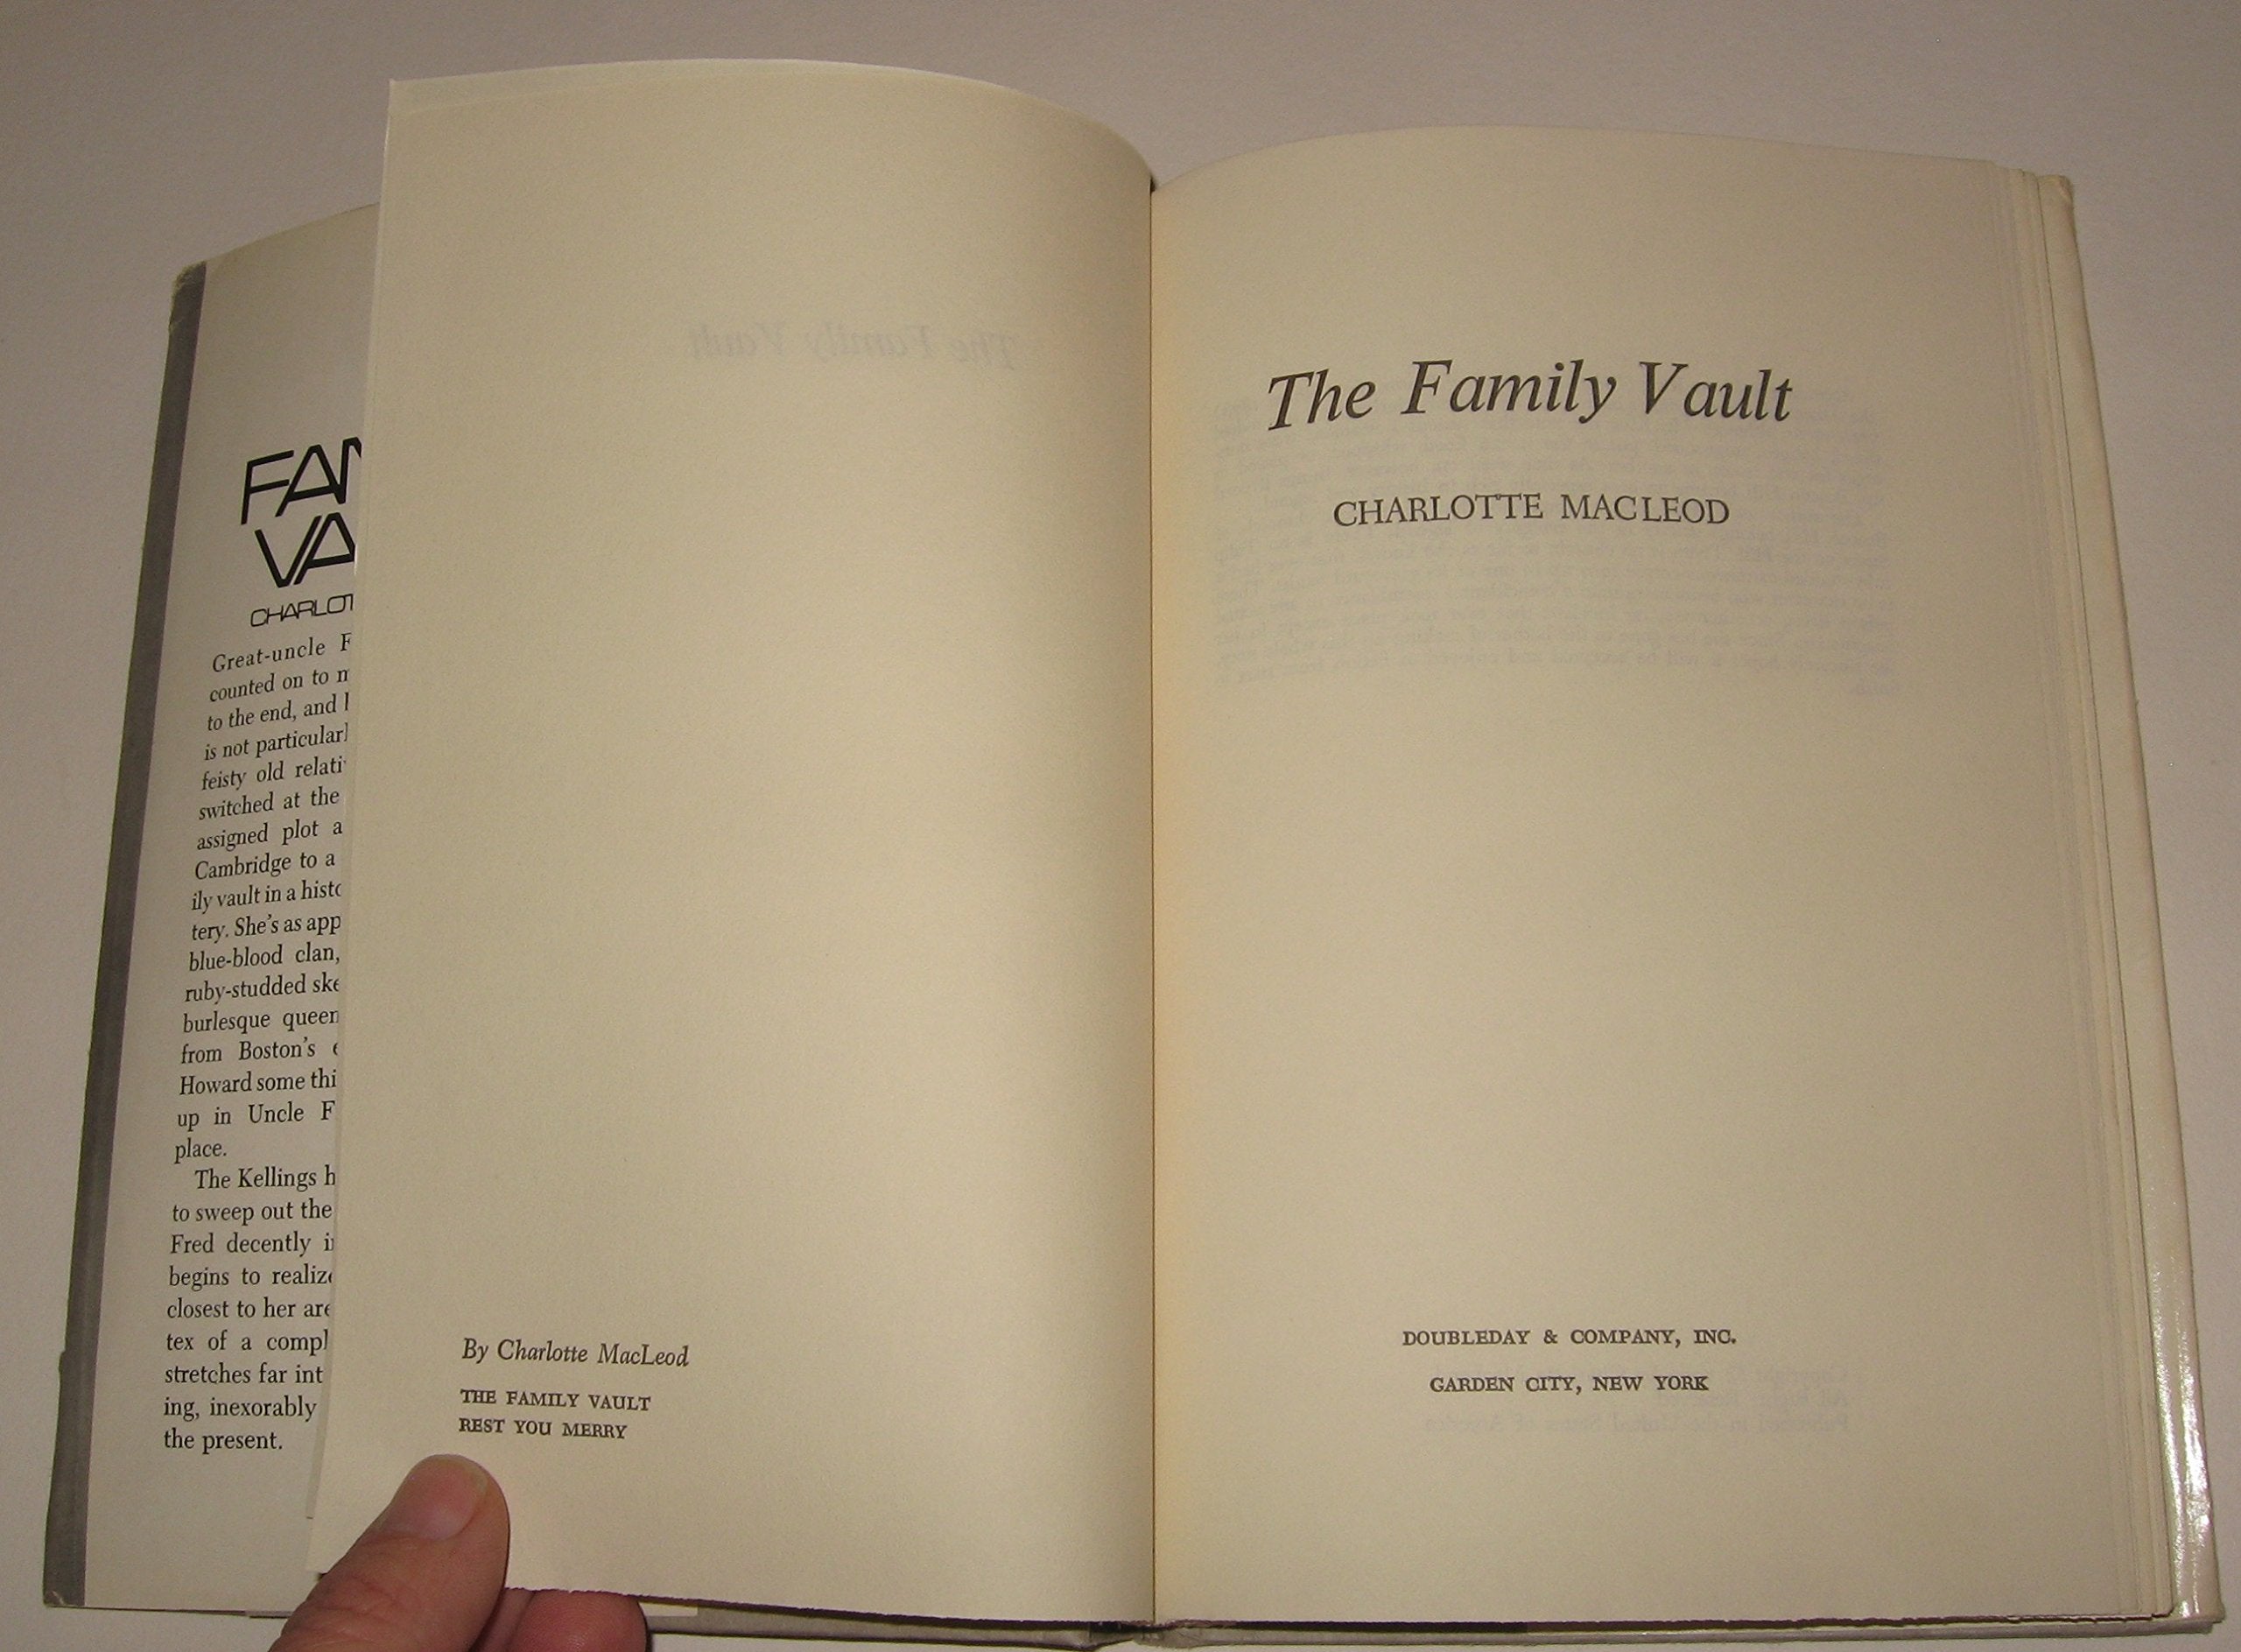 FAM
VA
CHARLOT
Great-uncle F
counted on to m
to the end, and
is not particularl
feisty old relati
switched at the
assigned plot a
Cambridge to a
ily vault in a histo
tery. She's as app
blue-blood clan,
ruby-studded ske
burlesque queen
from Boston's
Howard some thi
up in Uncle F
place.
The Kellings h
to sweep out the
Fred decently in
begins to realize
closest to her are
tex of a compl
stretches far int
ing, inexorably
the present.
The Family Vault
By Charlotte MacLeod
THE FAMILY VAULT
REST YOU MERRY
The Family Vault
CHARLOTTE MACLEOD
DOUBLEDAY & COMPANY, INC.
GARDEN CITY, NEW YORK